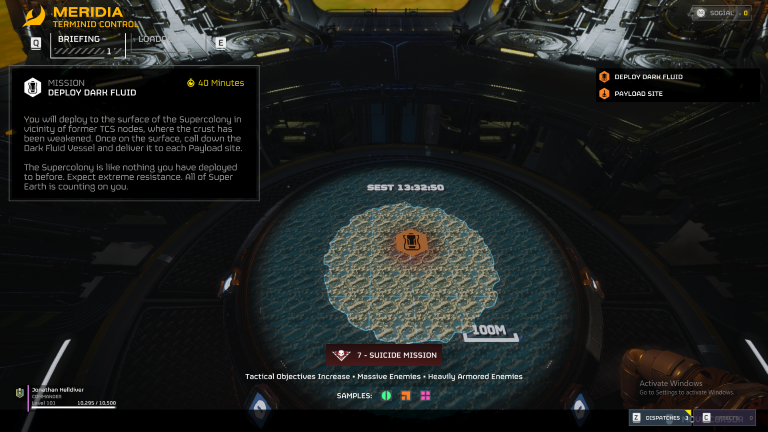 MERIDIA
TERMINID CONTROL
SOCIAL 0
Q BRIEFING E
1
MISSION 40 Minutes
DEPLOY DARK FLUID
You will deploy to the surface of the Supercolony in
vicinity of former TCS nodes, where the crust has
been weakened. Once on the surface, call down the
Dark Fluid Vessel and deliver it to each Payload site.
The Supercolony is like nothing you have deployed
to before. Expect extreme resistance. All of Super
Earth is counting on you.
DEPLOY DARK FLUID
PAYLOAD SITE
SEST 13:32:50
100M
7 - SUICIDE MISSION
Tactical Objectives Increase • Massive Enemies • Heavily Armored Enemies
SAMPLES:
Jonathan Helldiver
COMMANDER
Level 101 10,295 / 10,500
Activate Windows
Go to Settings to activate Windows.
Z DISPATCHES 3 C